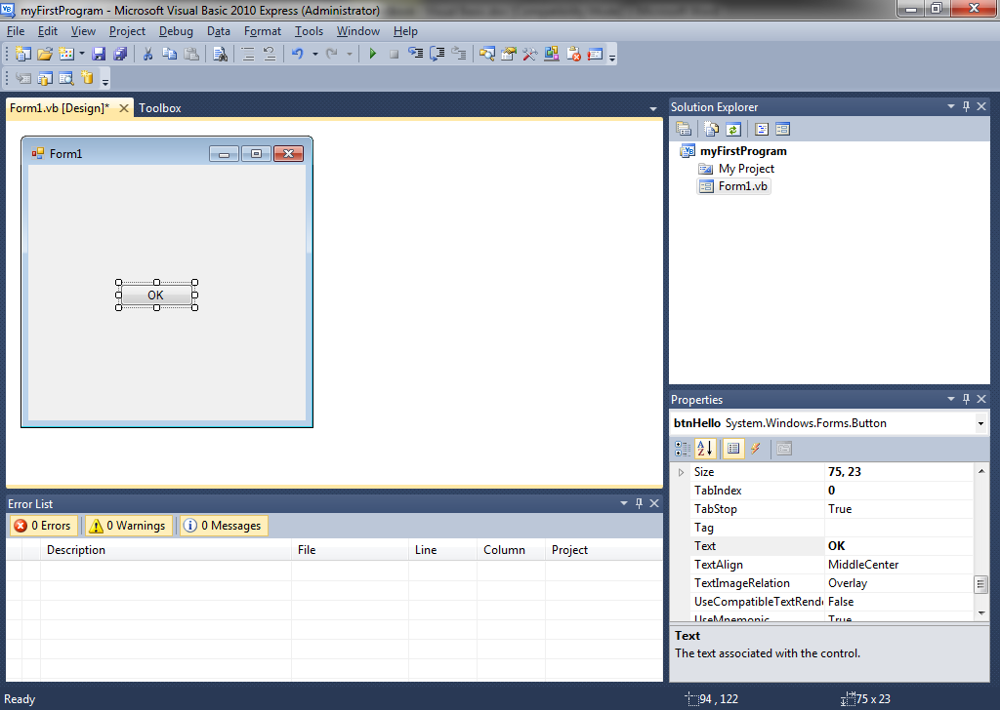 myFirstProgram - Microsoft Visual Basic 2010 Express (Administrator)
File Edit View Project Debug Data Format Tools Window Help
Form1.vb [Design]* Toolbox
Form1
OK
Solution Explorer
myFirstProgram
My Project
Form1.vb
Properties
btnHello System.Windows.Forms.Button
Size 75, 23
TabIndex 0
TabStop True
Tag
Text OK
TextAlign MiddleCenter
TextImageRelation Overlay
UseCompatibleTextRende False
UseMnemonic True
Text
The text associated with the control.
Error List
0 Errors 0 Warnings 0 Messages
Description File Line Column Project
Ready 94 , 122 75 x 23